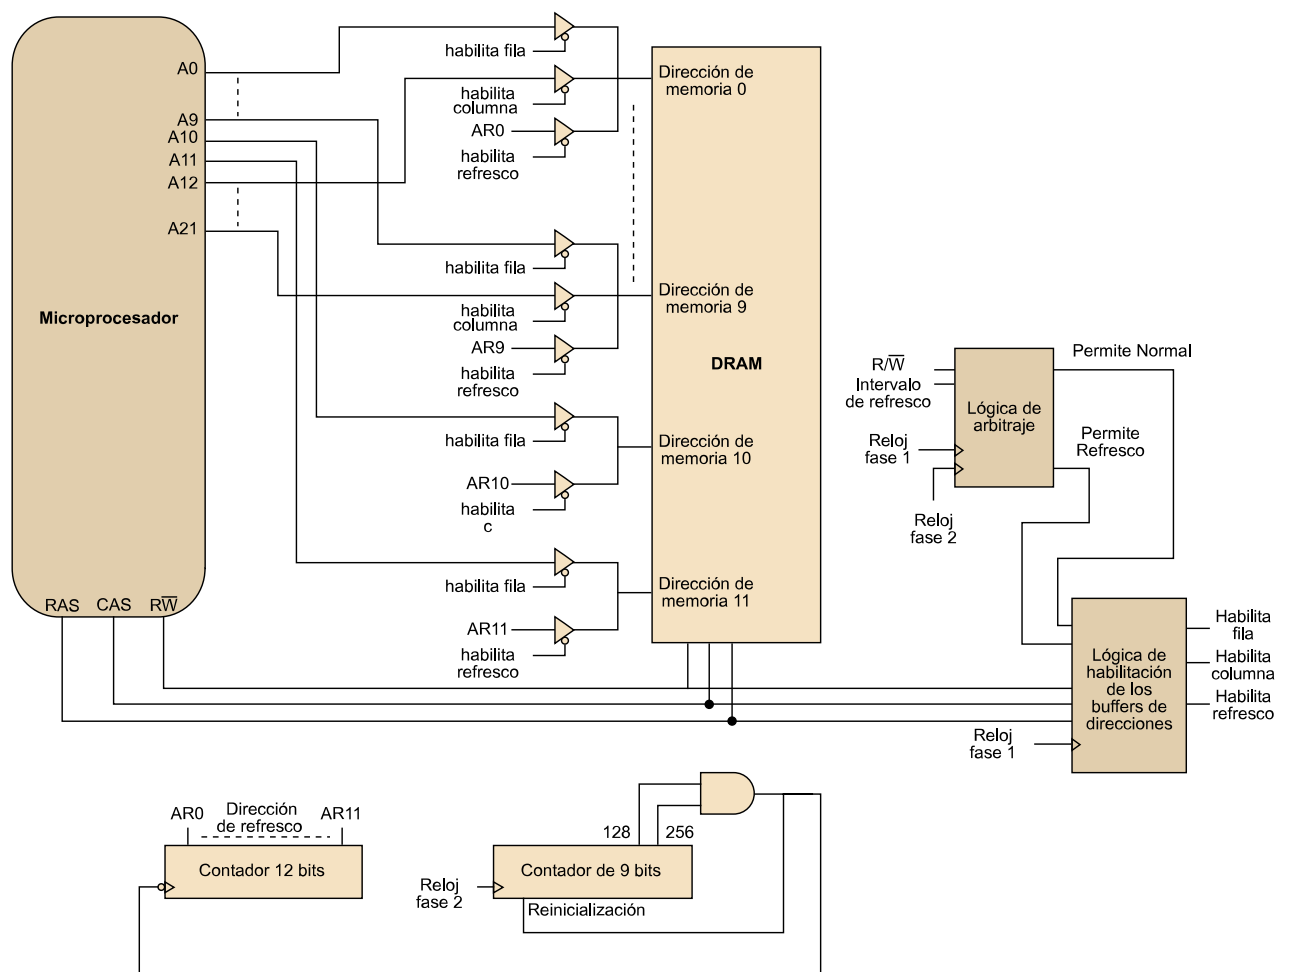 A0
A9
A10
A11
A12
A21
Microprocesador
RAS CAS RW̅
habilita fila
habilita
columna
AR0
habilita
refresco
habilita fila
habilita
columna
AR9
habilita
refresco
habilita fila
AR10
habilita
c
habilita fila
AR11
habilita
refresco
Dirección de
memoria 0
Dirección de
memoria 9
DRAM
Dirección de
memoria 10
Dirección de
memoria 11
R/W̅
Intervalo
de refresco
Reloj
fase 1
Reloj
fase 2
Lógica de
arbitraje
Permite Normal
Permite
Refresco
Lógica de
habilitación
de los
buffers de
direcciones
Reloj
fase 1
Habilita
fila
Habilita
columna
Habilita
refresco
AR0
Dirección
de refresco
AR11
Contador 12 bits
128
256
Contador de 9 bits
Reloj
fase 2
Reinicialización